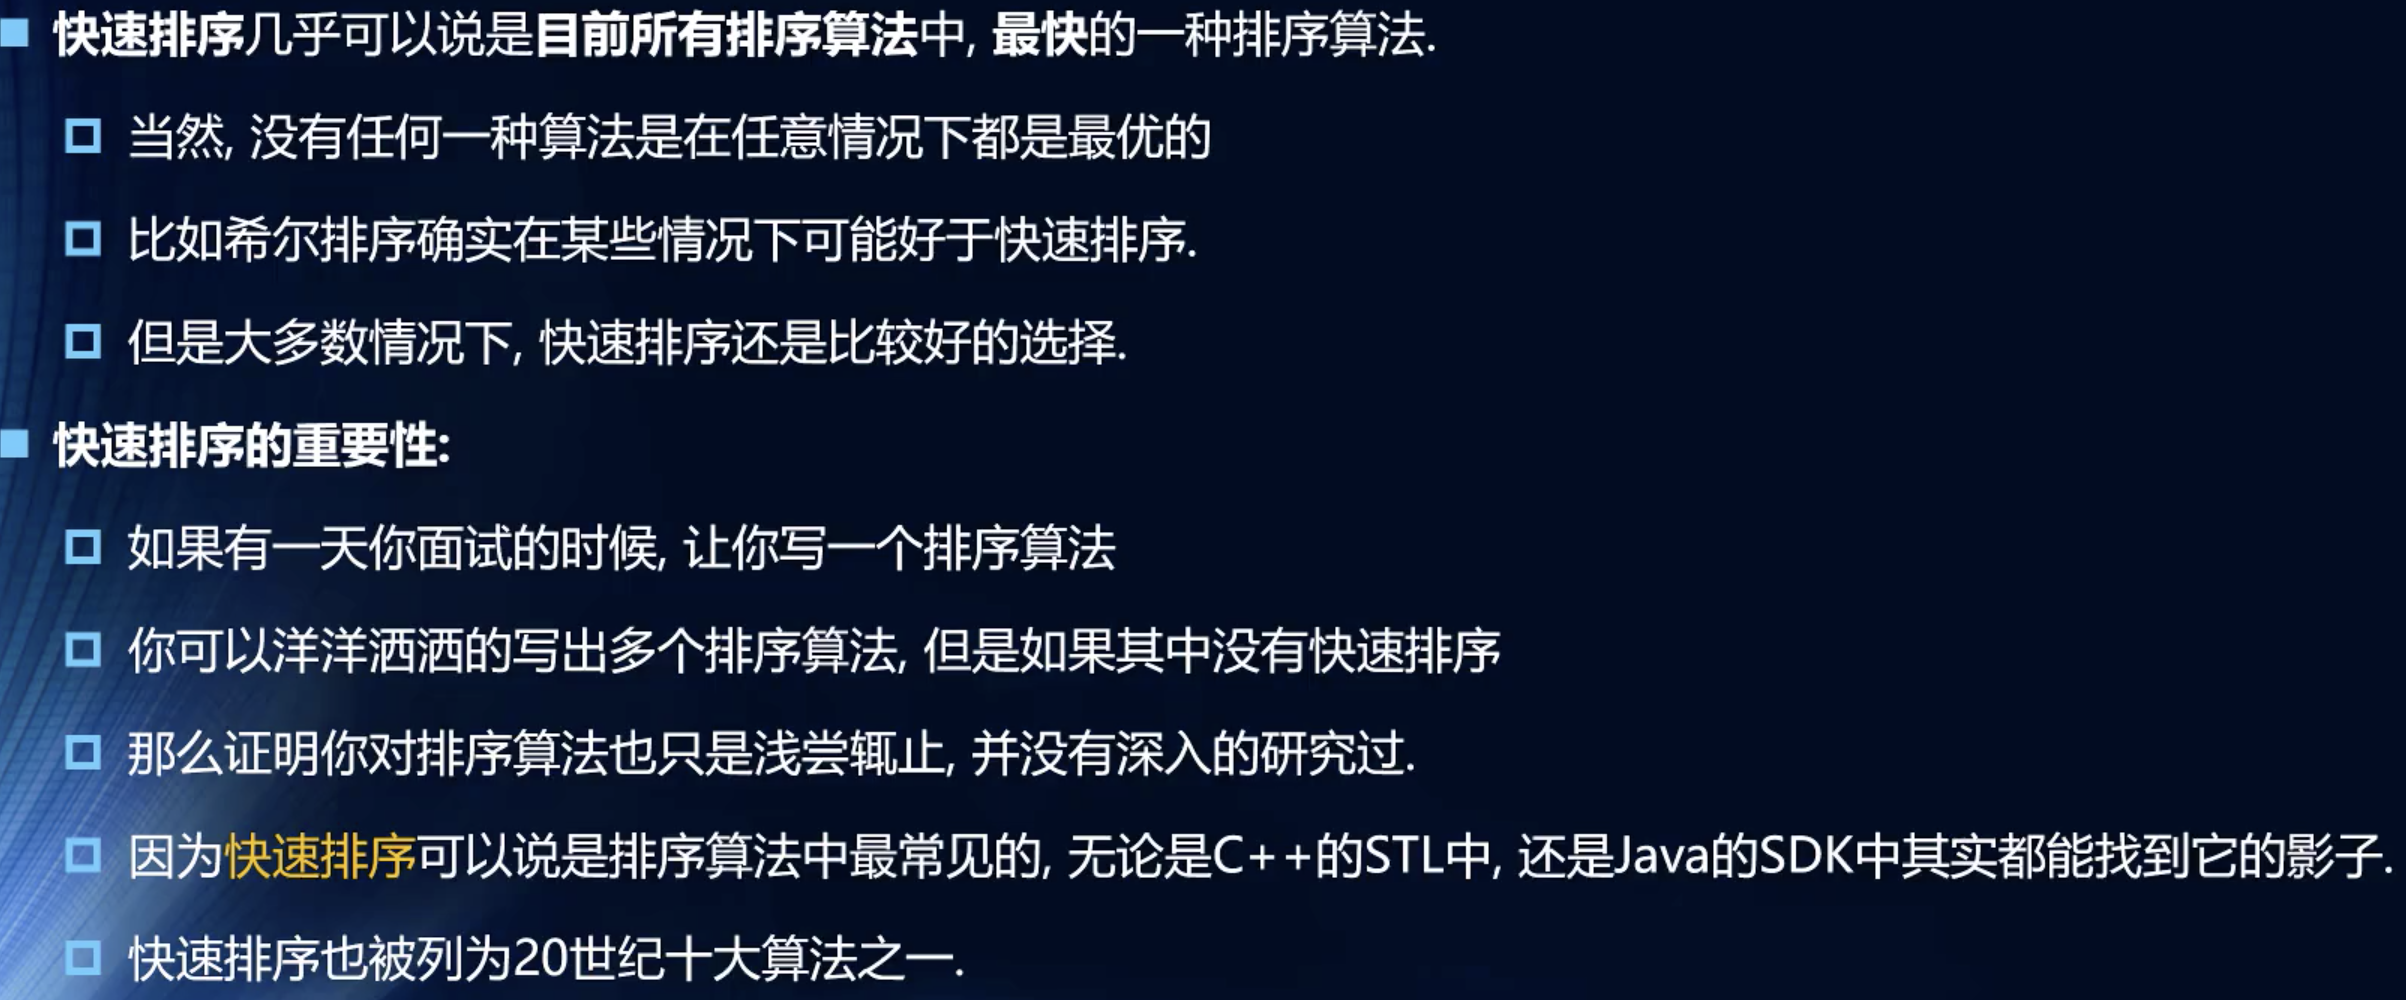 快速排序几乎可以说是目前所有排序算法中, 最快的一种排序算法.
当然, 没有任何一种算法是在任意情况下都是最优的
比如希尔排序确实在某些情况下可能好于快速排序.
但是大多数情况下, 快速排序还是比较好的选择.
快速排序的重要性:
如果有一天你面试的时候, 让你写一个排序算法
你可以洋洋洒洒的写出多个排序算法, 但是如果其中没有快速排序
那么证明你对排序算法也只是浅尝辄止, 并没有深入的研究过.
因为快速排序可以说是排序算法中最常见的, 无论是C++的STL中, 还是Java的SDK中其实都能找到它的影子.
快速排序也被列为20世纪十大算法之一.